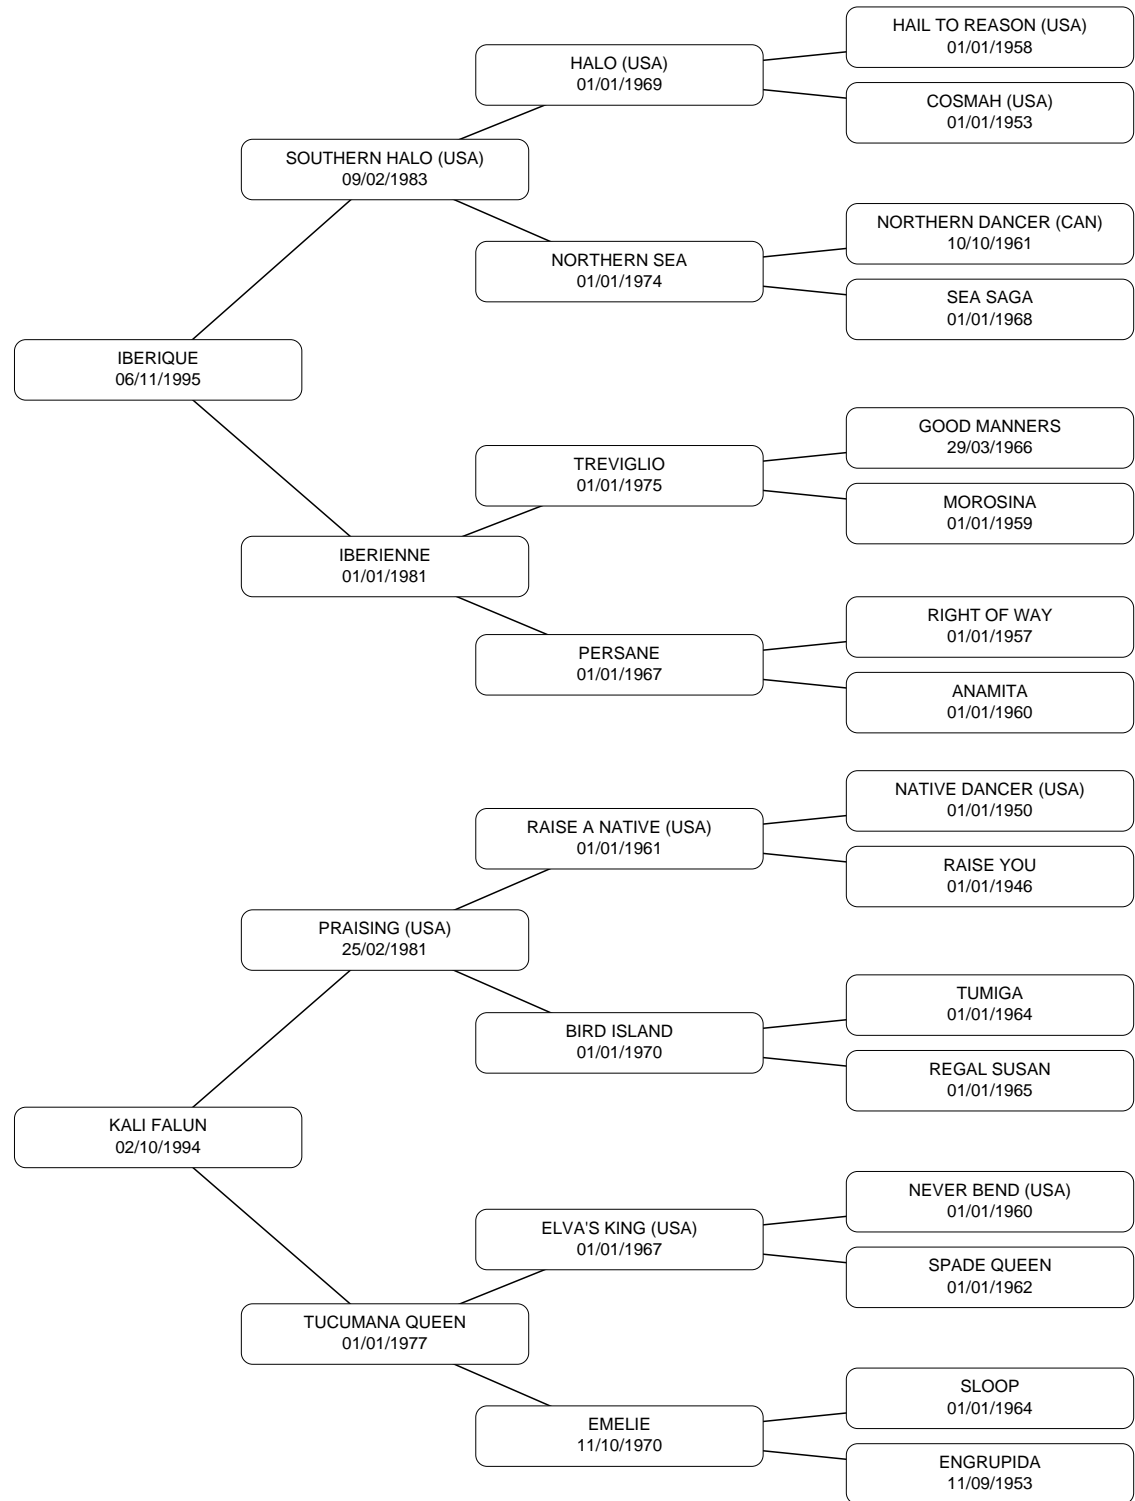 HAIL TO REASON (USA)
01/01/1958
HALO (USA)
01/01/1969
COSMAH (USA)
01/01/1953
SOUTHERN HALO (USA)
09/02/1983
NORTHERN DANCER (CAN)
10/10/1961
NORTHERN SEA
01/01/1974
SEA SAGA
01/01/1968
IBERIQUE
06/11/1995
GOOD MANNERS
29/03/1966
TREVIGLIO
01/01/1975
MOROSINA
01/01/1959
IBERIENNE
01/01/1981
RIGHT OF WAY
01/01/1957
PERSANE
01/01/1967
ANAMITA
01/01/1960
NATIVE DANCER (USA)
01/01/1950
RAISE A NATIVE (USA)
01/01/1961
RAISE YOU
01/01/1946
PRAISING (USA)
25/02/1981
TUMIGA
01/01/1964
BIRD ISLAND
01/01/1970
REGAL SUSAN
01/01/1965
KALI FALUN
02/10/1994
NEVER BEND (USA)
01/01/1960
ELVA'S KING (USA)
01/01/1967
SPADE QUEEN
01/01/1962
TUCUMANA QUEEN
01/01/1977
SLOOP
01/01/1964
EMELIE
11/10/1970
ENGRUPIDA
11/09/1953